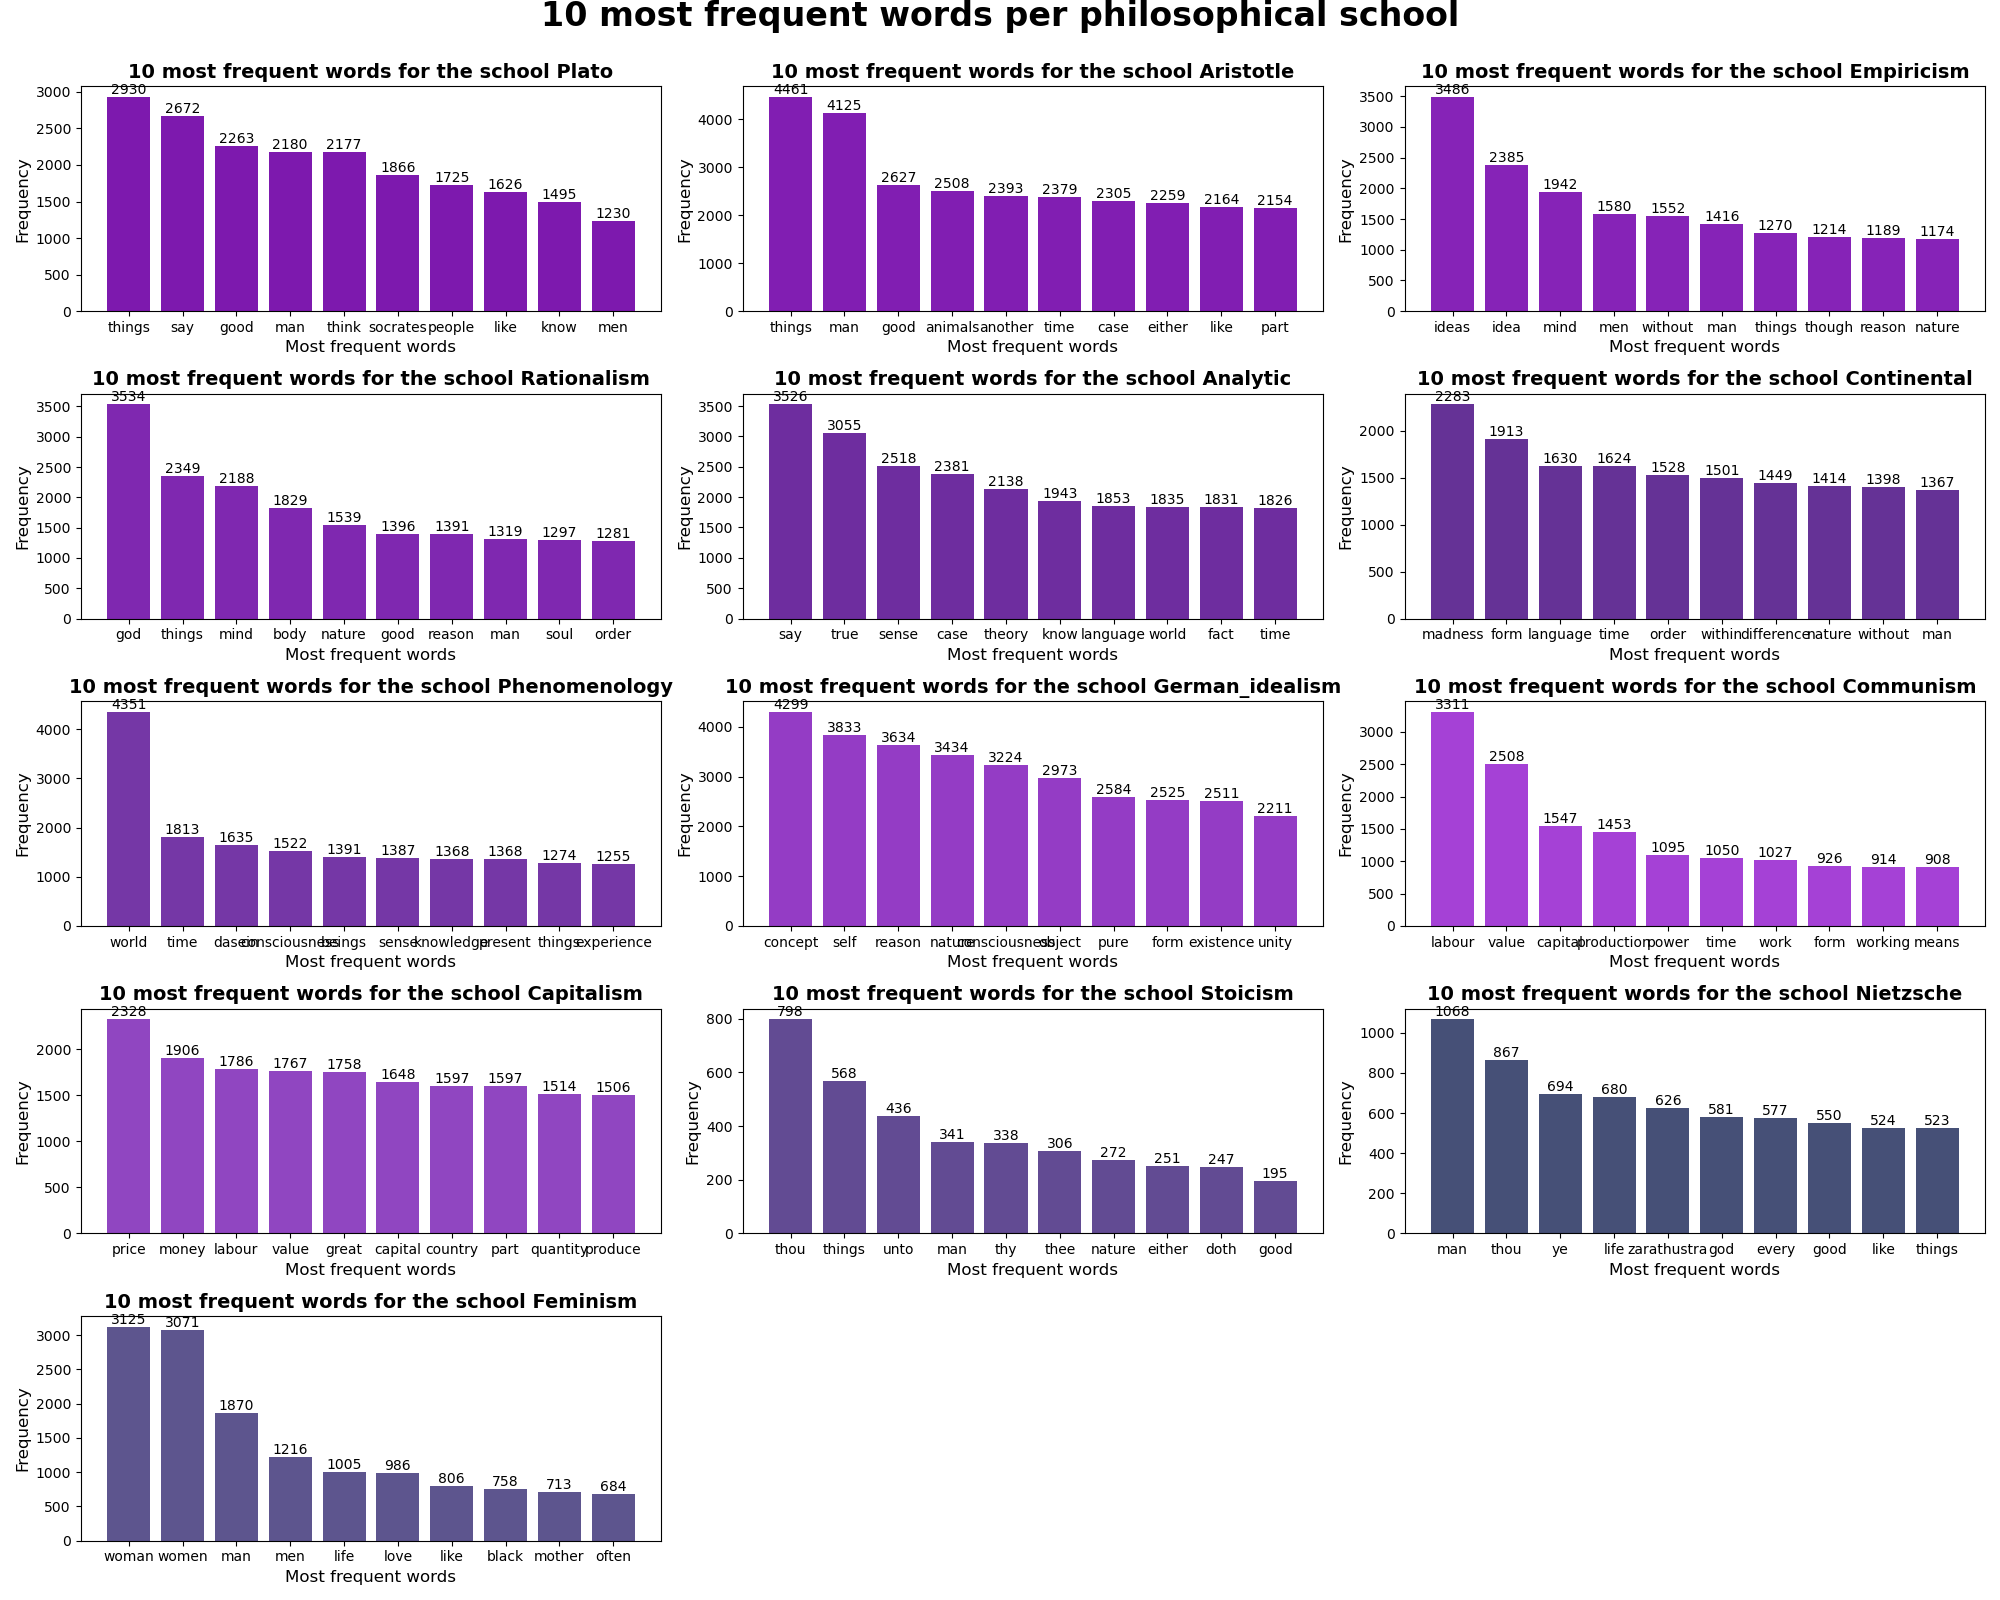 10 most frequent words per philosophical school
10 most frequent words for the school Plato
3000
2500
2000
1500
1000
500
0
Frequency
2930 2672 2263 2180 2177 1866 1725 1626 1495 1230
things say good man think socrates people like know men
Most frequent words
10 most frequent words for the school Aristotle
4000
3000
2000
1000
0
Frequency
4461 4125 2627 2508 2393 2379 2305 2259 2164 2154
things man good animals another time case either like part
Most frequent words
10 most frequent words for the school Empiricism
3500
3000
2500
2000
1500
1000
500
0
Frequency
3486 2385 1942 1580 1552 1416 1270 1214 1189 1174
ideas idea mind men without man things though reason nature
Most frequent words
10 most frequent words for the school Rationalism
3500
3000
2500
2000
1500
1000
500
0
Frequency
3534 2349 2188 1829 1539 1396 1391 1319 1297 1281
god things mind body nature good reason man soul order
Most frequent words
10 most frequent words for the school Analytic
3500
3000
2500
2000
1500
1000
500
0
Frequency
3526 3055 2518 2381 2138 1943 1853 1835 1831 1826
say true sense case theory know language world fact time
Most frequent words
10 most frequent words for the school Continental
2000
1500
1000
500
0
Frequency
2283 1913 1630 1624 1528 1501 1449 1414 1398 1367
madness form language time order within difference nature without man
Most frequent words
10 most frequent words for the school Phenomenology
4000
3000
2000
1000
0
Frequency
4351 1813 1635 1522 1391 1387 1368 1368 1274 1255
world time dasein consciousness beings sense knowledge present things experience
Most frequent words
10 most frequent words for the school German_idealism
4000
3000
2000
1000
0
Frequency
4299 3833 3634 3434 3224 2973 2584 2525 2511 2211
concept self reason nature consciousness object pure form existence unity
Most frequent words
10 most frequent words for the school Communism
3000
2500
2000
1500
1000
500
0
Frequency
3311 2508 1547 1453 1095 1050 1027 926 914 908
labour value capital production power time work form working means
Most frequent words
10 most frequent words for the school Capitalism
2000
1500
1000
500
0
Frequency
2328 1906 1786 1767 1758 1648 1597 1597 1514 1506
price money labour value great capital country part quantity produce
Most frequent words
10 most frequent words for the school Stoicism
800
600
400
200
0
Frequency
798 568 436 341 338 306 272 251 247 195
thou things unto man thy thee nature either doth good
Most frequent words
10 most frequent words for the school Nietzsche
1000
800
600
400
200
0
Frequency
1068 867 694 680 626 581 577 550 524 523
man thou ye life zarathustra god every good like things
Most frequent words
10 most frequent words for the school Feminism
3000
2500
2000
1500
1000
500
0
Frequency
3125 3071 1870 1216 1005 986 806 758 713 684
woman women man men life love like black mother often
Most frequent words